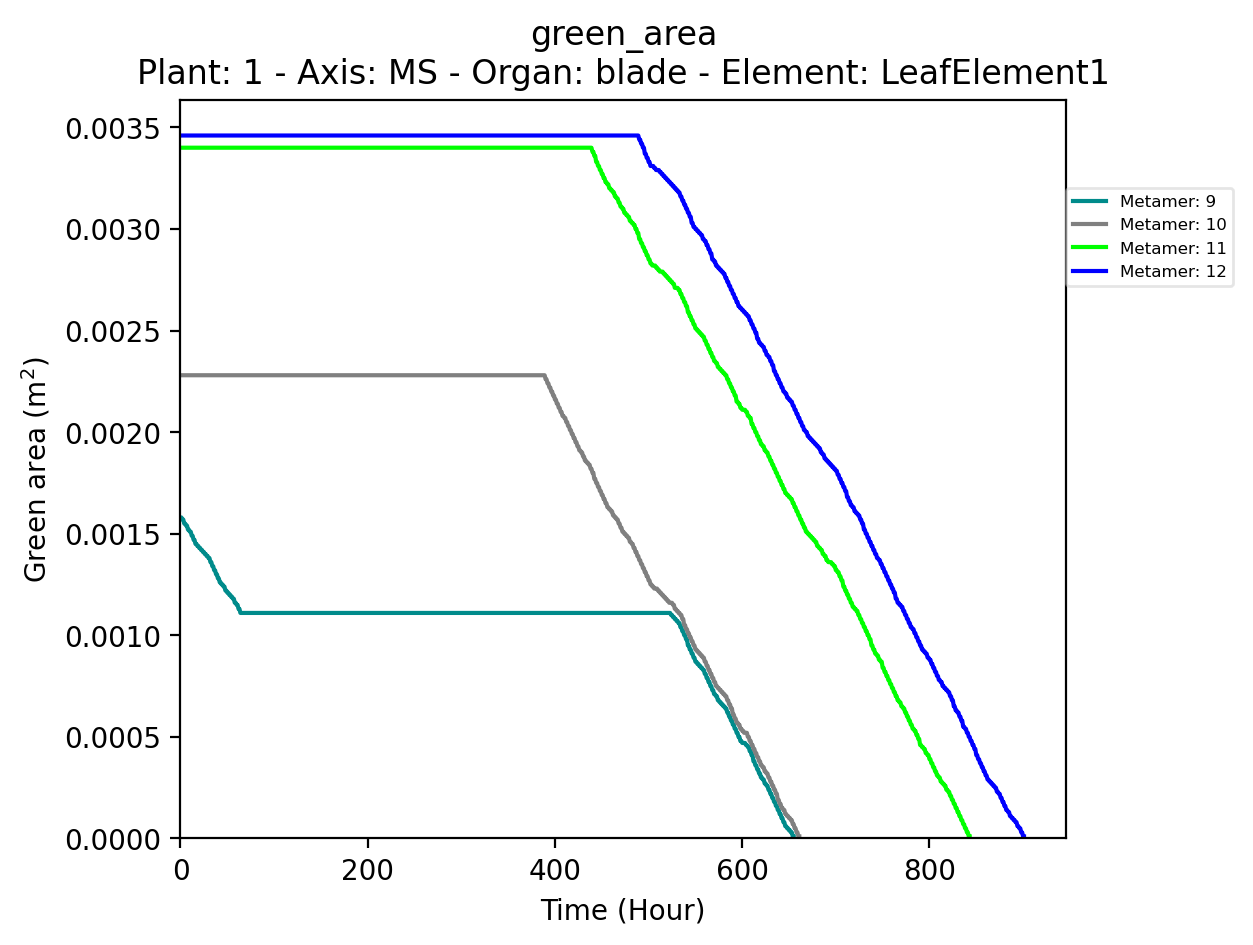 green_area
Plant: 1 - Axis: MS - Organ: blade - Element: LeafElement1
0.0035
0.0030
0.0025
0.0020
0.0015
0.0010
0.0005
0.0000
Green area (m²)
Metamer: 9
Metamer: 10
Metamer: 11
Metamer: 12
0 200 400 600 800
Time (Hour)